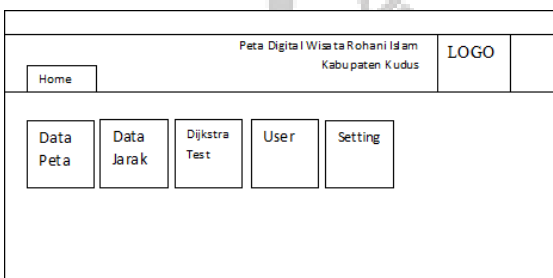 Peta Digital Wisata Rohani Islam
Kabupaten Kudus
LOGO
Home
Data
Peta
Data
Jarak
Dijkstra
Test
User
Setting